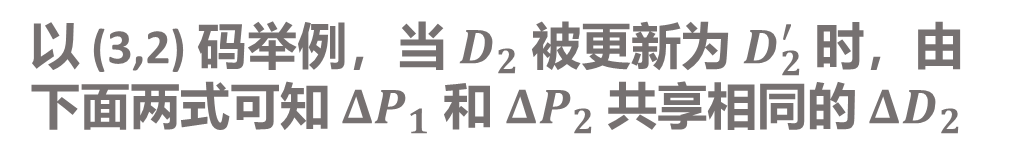 以 (3,2) 码举例，当 D₂ 被更新为 D₂′ 时，由
下面两式可知 ΔP₁ 和 ΔP₂ 共享相同的 ΔD₂